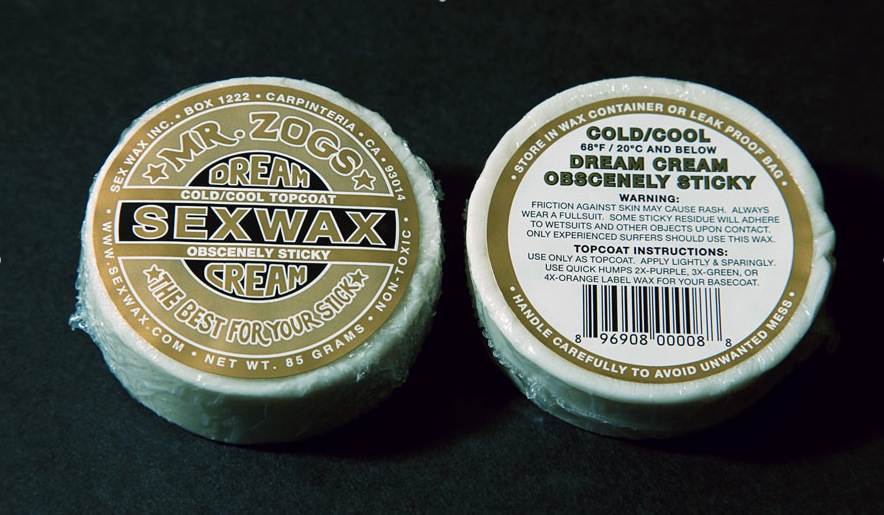 SEX WAX INC. • BOX 1222 • CARPINTERIA • CA • 93014
MR. ZOGS
DREAM
COLD/COOL TOPCOAT
SEXWAX
OBSCENELY STICKY
CREAM
THE BEST FOR YOUR STICK
• WWW.SEXWAX.COM • NET WT. 85 GRAMS • NON-TOXIC •
• STORE IN WAX CONTAINER OR LEAK PROOF BAG •
COLD/COOL
68°F / 20°C AND BELOW
DREAM CREAM
OBSCENELY STICKY
WARNING:
FRICTION AGAINST SKIN MAY CAUSE RASH. ALWAYS
WEAR A FULLSUIT. SOME STICKY RESIDUE WILL ADHERE
TO WETSUITS AND OTHER OBJECTS UPON CONTACT.
ONLY EXPERIENCED SURFERS SHOULD USE THIS WAX.
TOPCOAT INSTRUCTIONS:
USE ONLY AS TOPCOAT. APPLY LIGHTLY & SPARINGLY.
USE QUICK HUMPS 2X-PURPLE, 3X-GREEN, OR
4X-ORANGE LABEL WAX FOR YOUR BASECOAT.
8 96908 00008 8
• HANDLE CAREFULLY TO AVOID UNWANTED MESS •